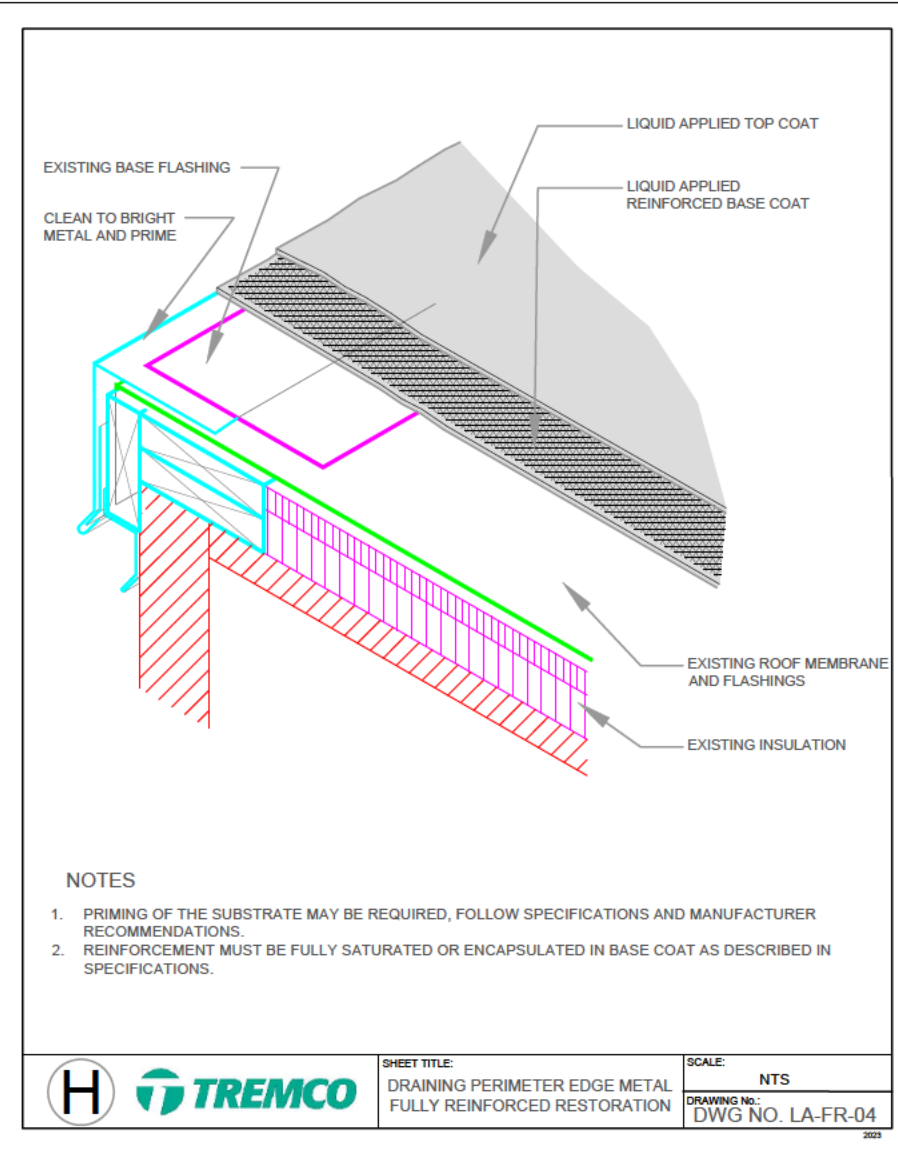 LIQUID APPLIED TOP COAT
EXISTING BASE FLASHING
LIQUID APPLIED
REINFORCED BASE COAT
CLEAN TO BRIGHT
METAL AND PRIME
EXISTING ROOF MEMBRANE
AND FLASHINGS
EXISTING INSULATION
NOTES
1. PRIMING OF THE SUBSTRATE MAY BE REQUIRED, FOLLOW SPECIFICATIONS AND MANUFACTURER
RECOMMENDATIONS.
2. REINFORCEMENT MUST BE FULLY SATURATED OR ENCAPSULATED IN BASE COAT AS DESCRIBED IN
SPECIFICATIONS.
H
TREMCO
SHEET TITLE:
DRAINING PERIMETER EDGE METAL
FULLY REINFORCED RESTORATION
SCALE:
NTS
DRAWING No.:
DWG NO. LA-FR-04
2023